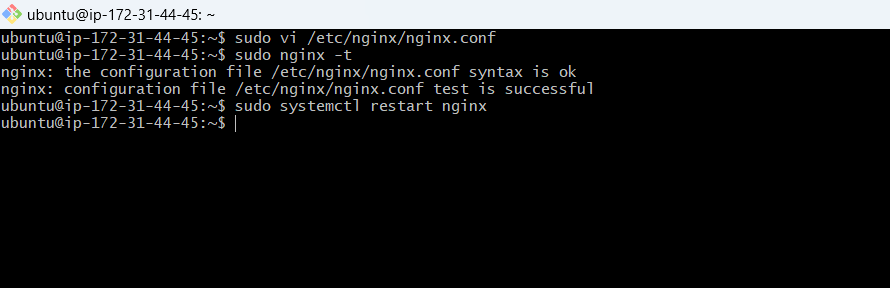 ubuntu@ip-172-31-44-45: ~
ubuntu@ip-172-31-44-45:~$ sudo vi /etc/nginx/nginx.conf
ubuntu@ip-172-31-44-45:~$ sudo nginx -t
nginx: the configuration file /etc/nginx/nginx.conf syntax is ok
nginx: configuration file /etc/nginx/nginx.conf test is successful
ubuntu@ip-172-31-44-45:~$ sudo systemctl restart nginx
ubuntu@ip-172-31-44-45:~$